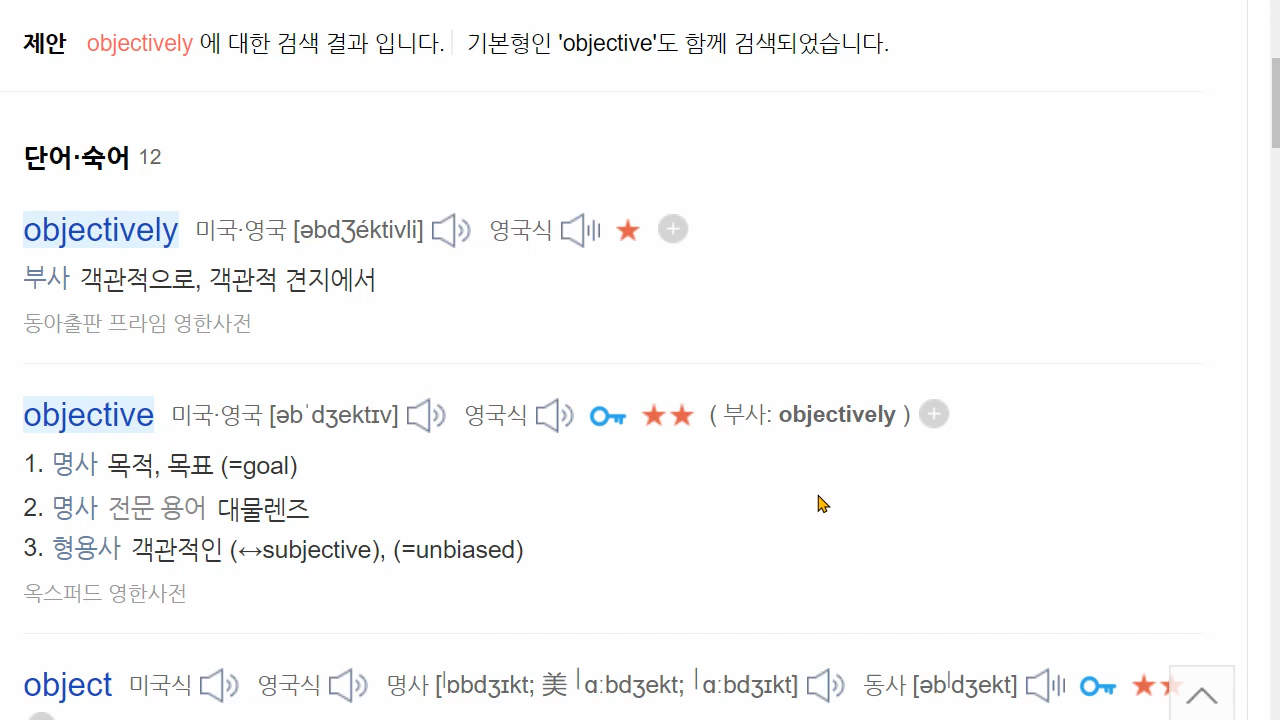 제안 objectively 에 대한 검색 결과 입니다. 기본형인 'objective'도 함께 검색되었습니다.
단어·숙어 12
objectively 미국·영국 [əbdʒéktivli] 영국식
부사 객관적으로, 객관적 견지에서
동아출판 프라임 영한사전
objective 미국·영국 [əbˈdʒektɪv] 영국식 ( 부사: objectively )
1. 명사 목적, 목표 (=goal)
2. 명사 전문 용어 대물렌즈
3. 형용사 객관적인 (↔subjective), (=unbiased)
옥스퍼드 영한사전
object 미국식 영국식 명사 [ˈɒbdʒɪkt; 美 ˈɑːbdʒekt; ˈɑːbdʒɪkt] 동사 [əbˈdʒekt]